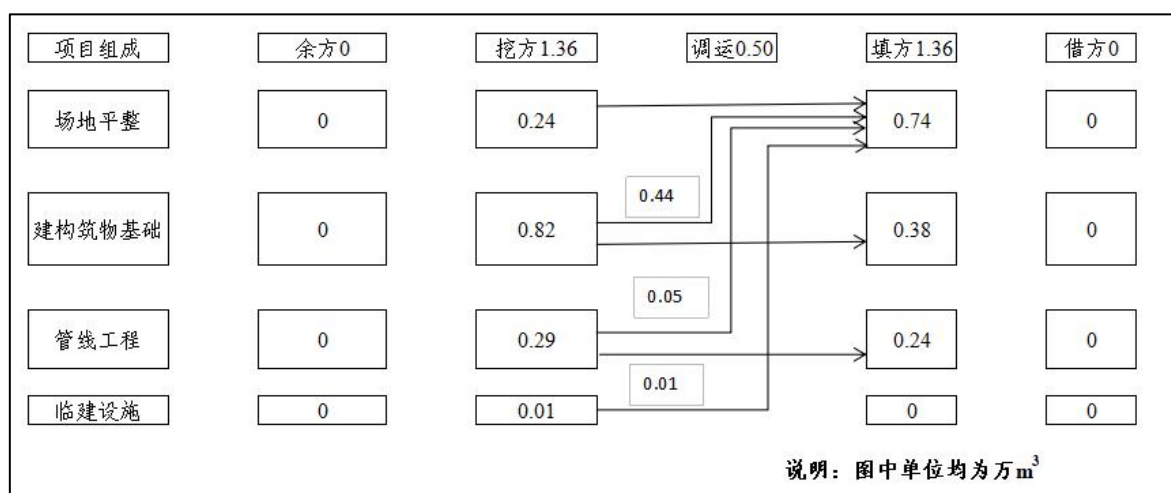 项目组成 余方0 挖方1.36 调运0.50 填方1.36 借方0
场地平整 0 0.24 0.74 0
0.44
建构筑物基础 0 0.82 0.38 0
0.05
管线工程 0 0.29 0.24 0
0.01
临建设施 0 0.01 0 0
说明：图中单位均为万m³